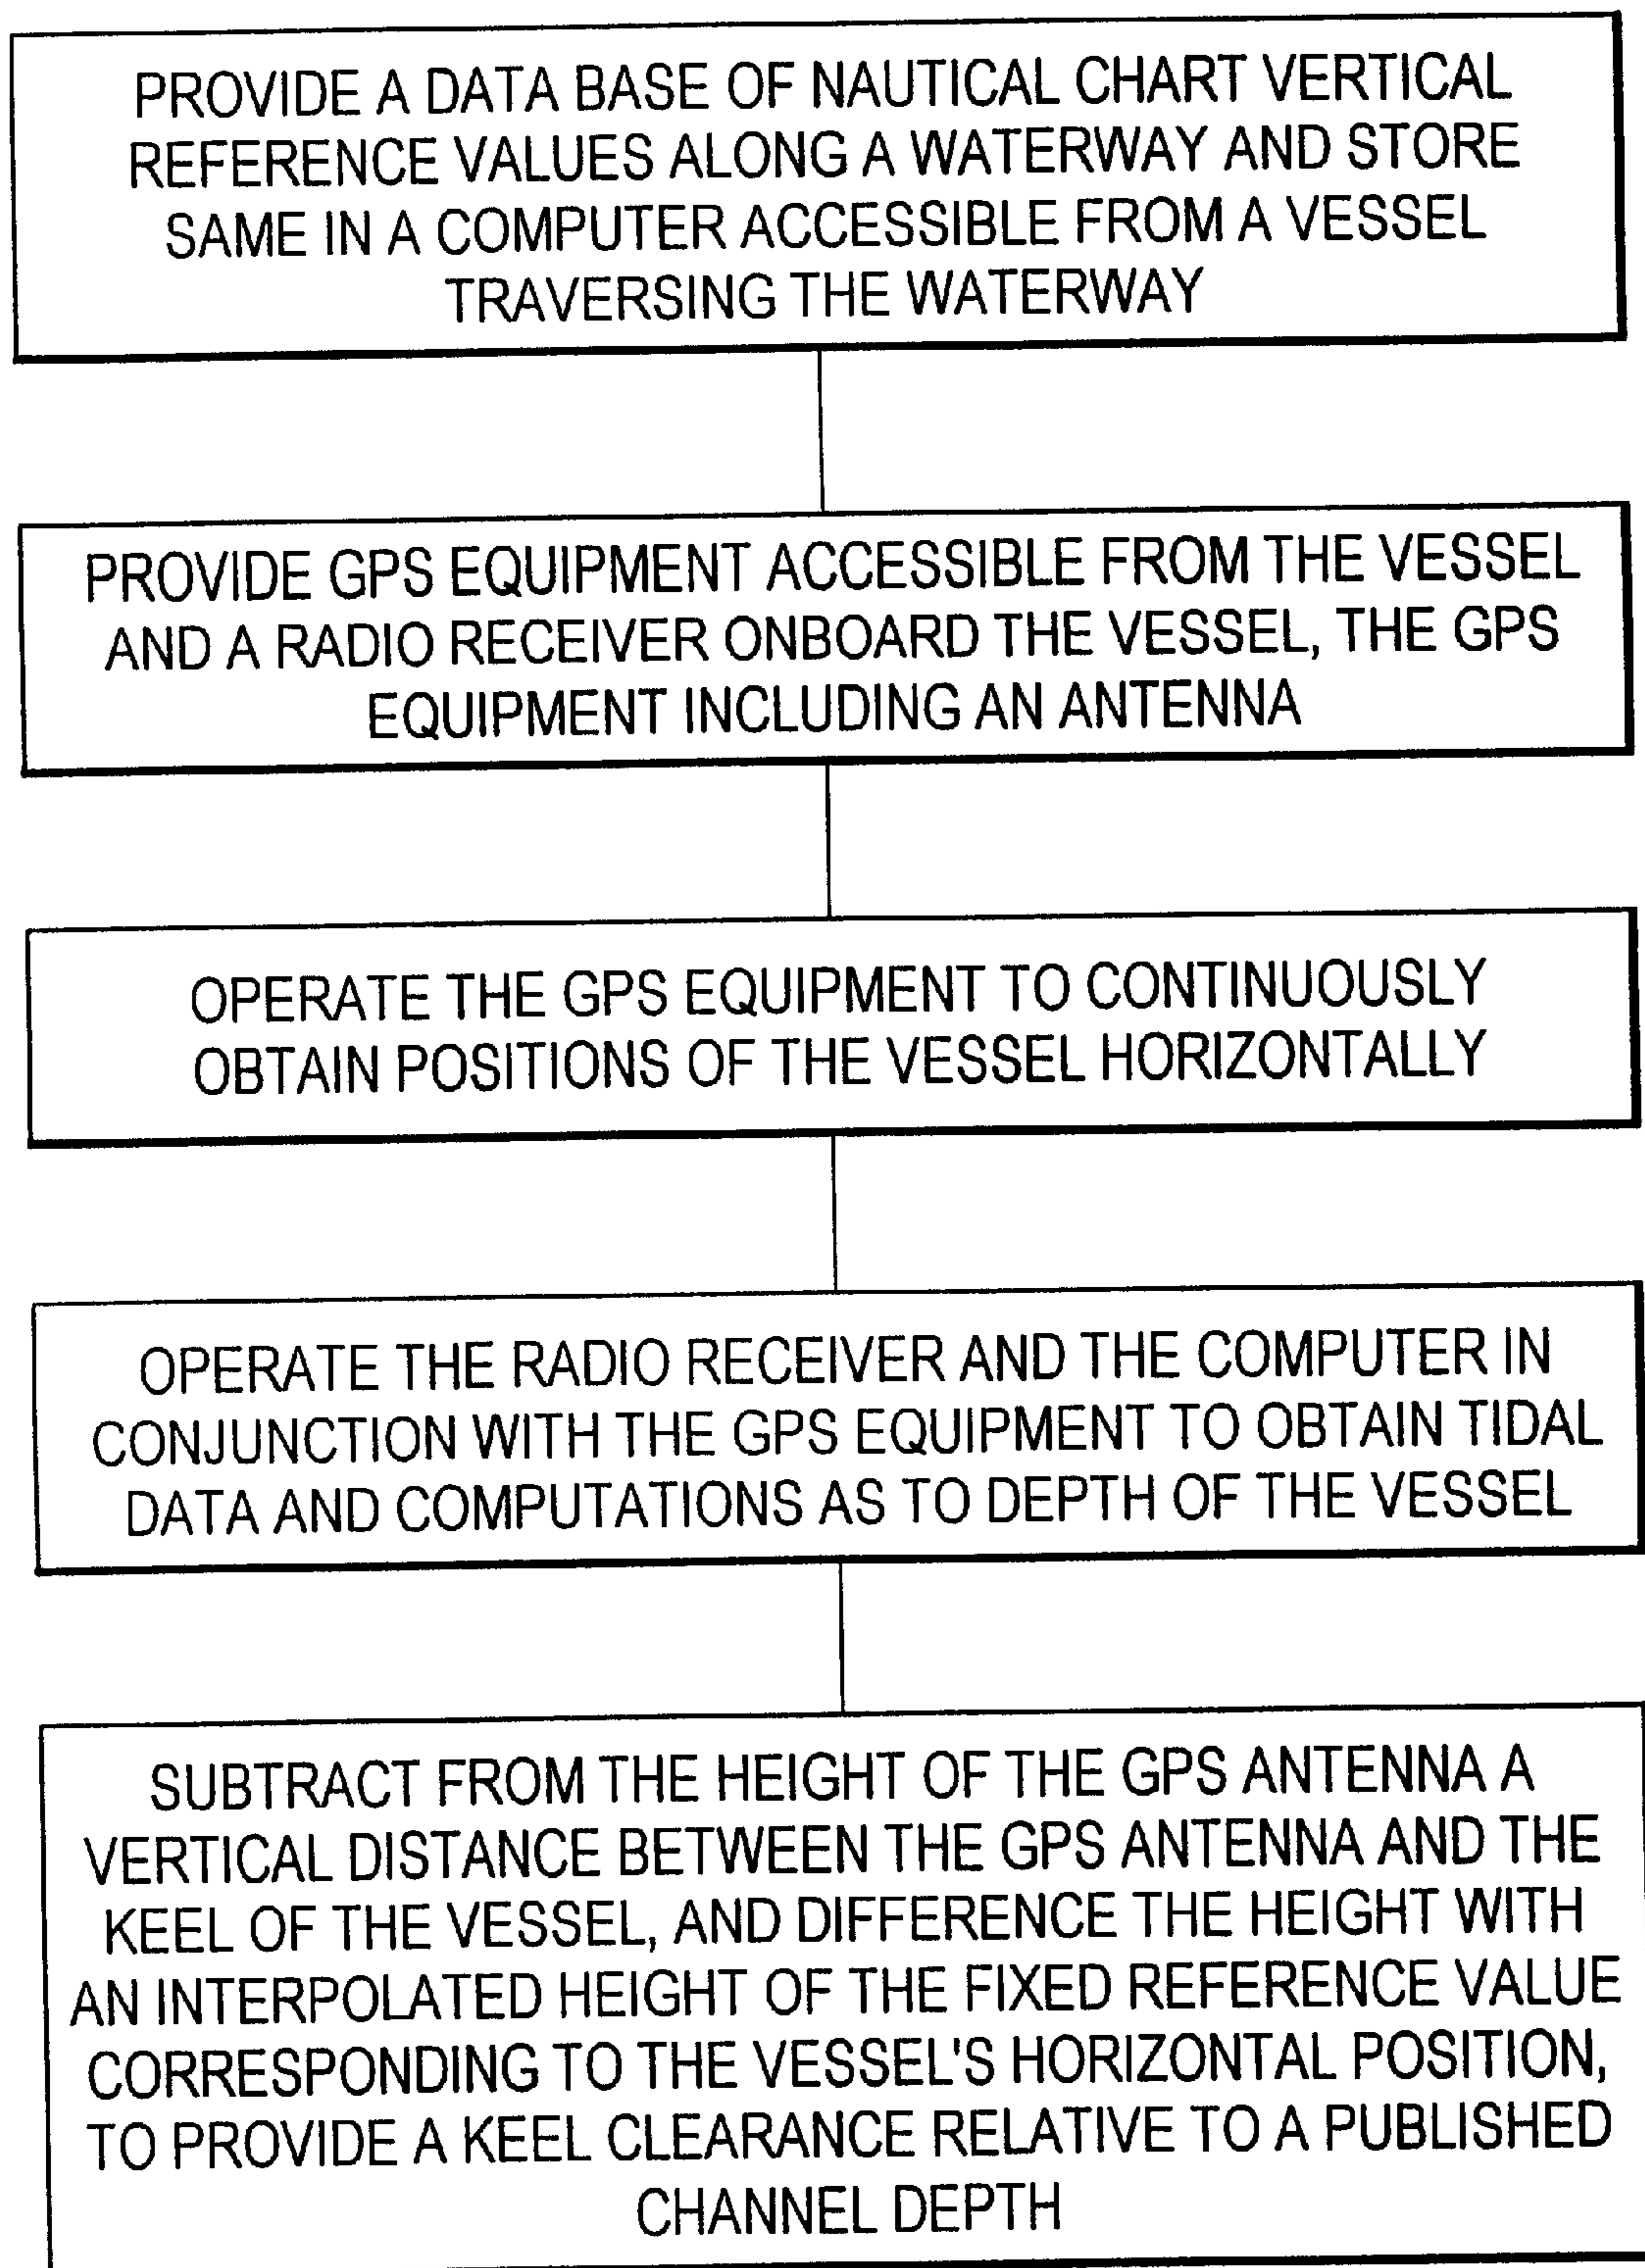 PROVIDE A DATA BASE OF NAUTICAL CHART VERTICAL
REFERENCE VALUES ALONG A WATERWAY AND STORE
SAME IN A COMPUTER ACCESSIBLE FROM A VESSEL
TRAVERSING THE WATERWAY
PROVIDE GPS EQUIPMENT ACCESSIBLE FROM THE VESSEL
AND A RADIO RECEIVER ONBOARD THE VESSEL, THE GPS
EQUIPMENT INCLUDING AN ANTENNA
OPERATE THE GPS EQUIPMENT TO CONTINUOUSLY
OBTAIN POSITIONS OF THE VESSEL HORIZONTALLY
OPERATE THE RADIO RECEIVER AND THE COMPUTER IN
CONJUNCTION WITH THE GPS EQUIPMENT TO OBTAIN TIDAL
DATA AND COMPUTATIONS AS TO DEPTH OF THE VESSEL
SUBTRACT FROM THE HEIGHT OF THE GPS ANTENNA A
VERTICAL DISTANCE BETWEEN THE GPS ANTENNA AND THE
KEEL OF THE VESSEL, AND DIFFERENCE THE HEIGHT WITH
AN INTERPOLATED HEIGHT OF THE FIXED REFERENCE VALUE
CORRESPONDING TO THE VESSEL'S HORIZONTAL POSITION,
TO PROVIDE A KEEL CLEARANCE RELATIVE TO A PUBLISHED
CHANNEL DEPTH